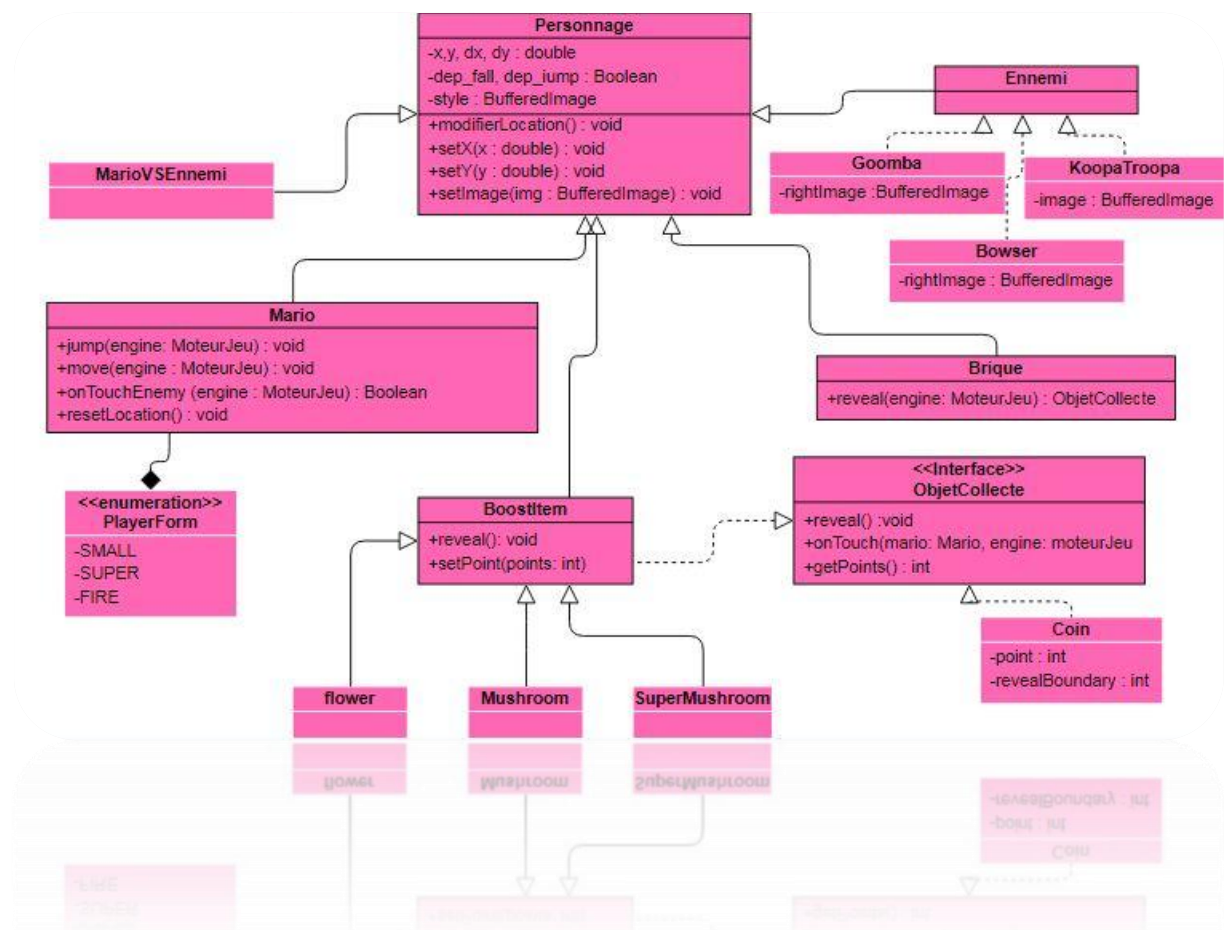 Personnage
-x,y, dx, dy : double
-dep_fall, dep_iump : Boolean
-style : BufferedImage
+modifierLocation() : void
+setX(x : double) : void
+setY(y : double) : void
+setImage(img : BufferedImage) : void
Ennemi
MarioVSEnnemi
Goomba
-rightImage :BufferedImage
KoopaTroopa
-image : BufferedImage
Bowser
-rightImage : BufferedImage
Mario
+jump(engine: MoteurJeu) : void
+move(engine : MoteurJeu) : void
+onTouchEnemy (engine : MoteurJeu) : Boolean
+resetLocation() : void
Brique
+reveal(engine: MoteurJeu) : ObjetCollecte
<<enumeration>>
PlayerForm
-SMALL
-SUPER
-FIRE
BoostItem
+reveal(): void
+setPoint(points: int)
<<Interface>>
ObjetCollecte
+reveal() :void
+onTouch(mario: Mario, engine: moteurJeu
+getPoints() : int
Coin
-point : int
-revealBoundary : int
flower
Mushroom
SuperMushroom